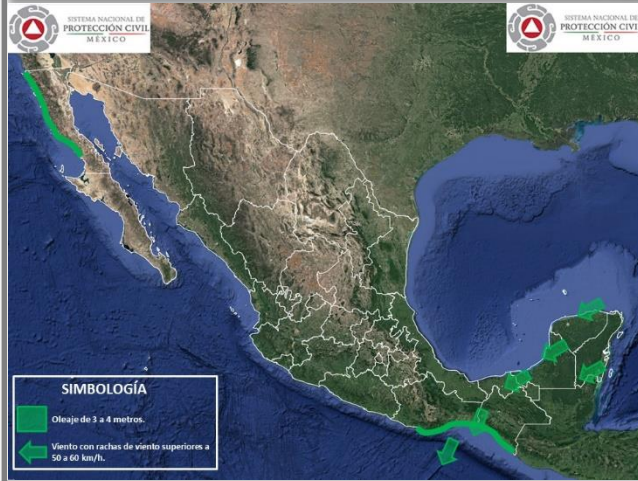 SISTEMA NACIONAL DE
PROTECCIÓN CIVIL
MÉXICO
SISTEMA NACIONAL DE
PROTECCIÓN CIVIL
MÉXICO
SIMBOLOGÍA
Oleaje de 3 a 4 metros.
Viento con rachas de viento superiores a
50 a 60 km/h.